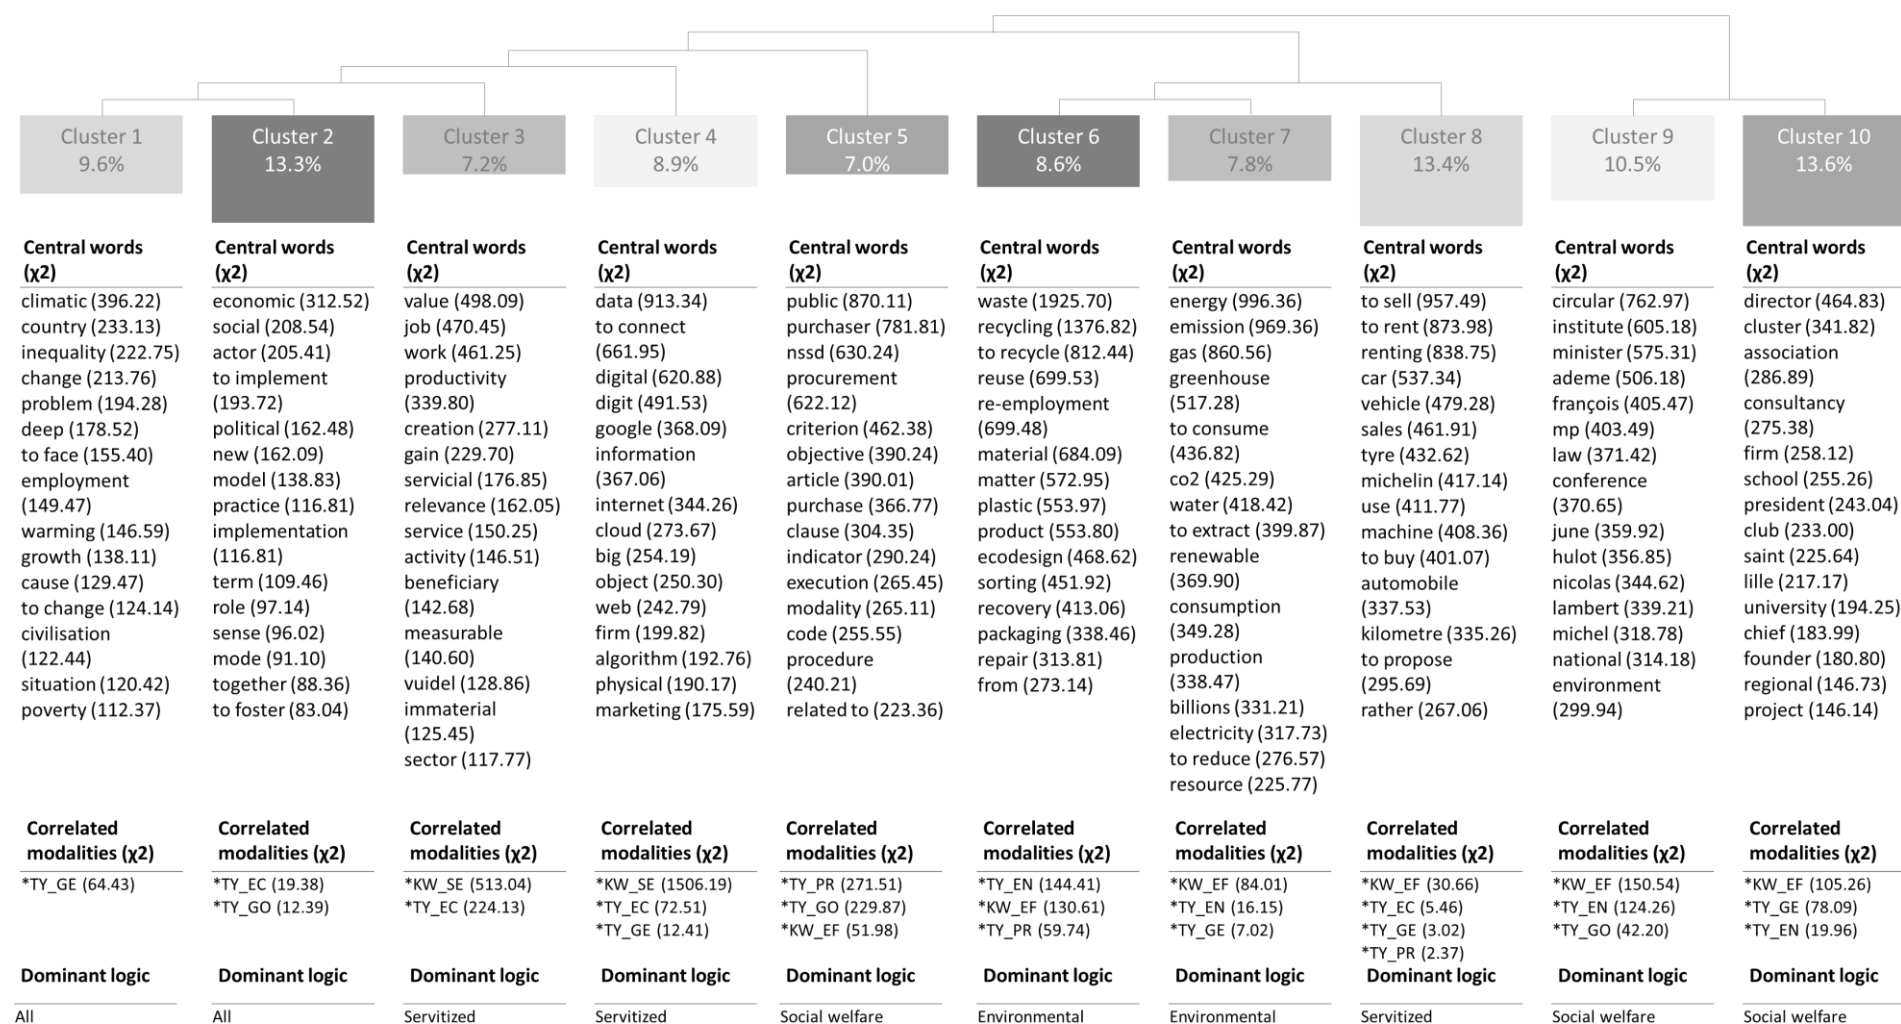 Cluster 1
9.6%
Central words
(χ2)
climatic (396.22)
country (233.13)
inequality (222.75)
change (213.76)
problem (194.28)
deep (178.52)
to face (155.40)
employment
(149.47)
warming (146.59)
growth (138.11)
cause (129.47)
to change (124.14)
civilisation
(122.44)
situation (120.42)
poverty (112.37)
Correlated
modalities (χ2)
*TY_GE (64.43)
Dominant logic
All
Cluster 2
13.3%
Central words
(χ2)
economic (312.52)
social (208.54)
actor (205.41)
to implement
(193.72)
political (162.48)
new (162.09)
model (138.83)
practice (116.81)
implementation
(116.81)
term (109.46)
role (97.14)
sense (96.02)
mode (91.10)
together (88.36)
to foster (83.04)
Correlated
modalities (χ2)
*TY_EC (19.38)
*TY_GO (12.39)
Dominant logic
All
Cluster 3
7.2%
Central words
(χ2)
value (498.09)
job (470.45)
work (461.25)
productivity
(339.80)
creation (277.11)
gain (229.70)
servicial (176.85)
relevance (162.05)
service (150.25)
activity (146.51)
beneficiary
(142.68)
measurable
(140.60)
vuidel (128.86)
immaterial
(125.45)
sector (117.77)
Correlated
modalities (χ2)
*KW_SE (513.04)
*TY_EC (224.13)
Dominant logic
Servitized
Cluster 4
8.9%
Central words
(χ2)
data (913.34)
to connect
(661.95)
digital (620.88)
digit (491.53)
google (368.09)
information
(367.06)
internet (344.26)
cloud (273.67)
big (254.19)
object (250.30)
web (242.79)
firm (199.82)
algorithm (192.76)
physical (190.17)
marketing (175.59)
Correlated
modalities (χ2)
*KW_SE (1506.19)
*TY_EC (72.51)
*TY_GE (12.41)
Dominant logic
Servitized
Cluster 5
7.0%
Central words
(χ2)
public (870.11)
purchaser (781.81)
nssd (630.24)
procurement
(622.12)
criterion (462.38)
objective (390.24)
article (390.01)
purchase (366.77)
clause (304.35)
indicator (290.24)
execution (265.45)
modality (265.11)
code (255.55)
procedure
(240.21)
related to (223.36)
Correlated
modalities (χ2)
*TY_PR (271.51)
*TY_GO (229.87)
*KW_EF (51.98)
Dominant logic
Social welfare
Cluster 6
8.6%
Central words
(χ2)
waste (1925.70)
recycling (1376.82)
to recycle (812.44)
reuse (699.53)
re-employment
(699.48)
material (684.09)
matter (572.95)
plastic (553.97)
product (553.80)
ecodesign (468.62)
sorting (451.92)
recovery (413.06)
packaging (338.46)
repair (313.81)
from (273.14)
Correlated
modalities (χ2)
*TY_EN (144.41)
*KW_EF (130.61)
*TY_PR (59.74)
Dominant logic
Environmental
Cluster 7
7.8%
Central words
(χ2)
energy (996.36)
emission (969.36)
gas (860.56)
greenhouse
(517.28)
to consume
(436.82)
co2 (425.29)
water (418.42)
to extract (399.87)
renewable
(369.90)
consumption
(349.28)
production
(338.47)
billions (331.21)
electricity (317.73)
to reduce (276.57)
resource (225.77)
Correlated
modalities (χ2)
*KW_EF (84.01)
*TY_EN (16.15)
*TY_GE (7.02)
Dominant logic
Environmental
Cluster 8
13.4%
Central words
(χ2)
to sell (957.49)
to rent (873.98)
renting (838.75)
car (537.34)
vehicle (479.28)
sales (461.91)
tyre (432.62)
michelin (417.14)
use (411.77)
machine (408.36)
to buy (401.07)
automobile
(337.53)
kilometre (335.26)
to propose
(295.69)
rather (267.06)
Correlated
modalities (χ2)
*KW_EF (30.66)
*TY_EC (5.46)
*TY_GE (3.02)
*TY_PR (2.37)
Dominant logic
Servitized
Cluster 9
10.5%
Central words
(χ2)
circular (762.97)
institute (605.18)
minister (575.31)
ademe (506.18)
françois (405.47)
mp (403.49)
law (371.42)
conference
(370.65)
june (359.92)
hulot (356.85)
nicolas (344.62)
lambert (339.21)
michel (318.78)
national (314.18)
environment
(299.94)
Correlated
modalities (χ2)
*KW_EF (150.54)
*TY_EN (124.26)
*TY_GO (42.20)
Dominant logic
Social welfare
Cluster 10
13.6%
Central words
(χ2)
director (464.83)
cluster (341.82)
association
(286.89)
consultancy
(275.38)
firm (258.12)
school (255.26)
president (243.04)
club (233.00)
saint (225.64)
lille (217.17)
university (194.25)
chief (183.99)
founder (180.80)
regional (146.73)
project (146.14)
Correlated
modalities (χ2)
*KW_EF (105.26)
*TY_GE (78.09)
*TY_EN (19.96)
Dominant logic
Social welfare